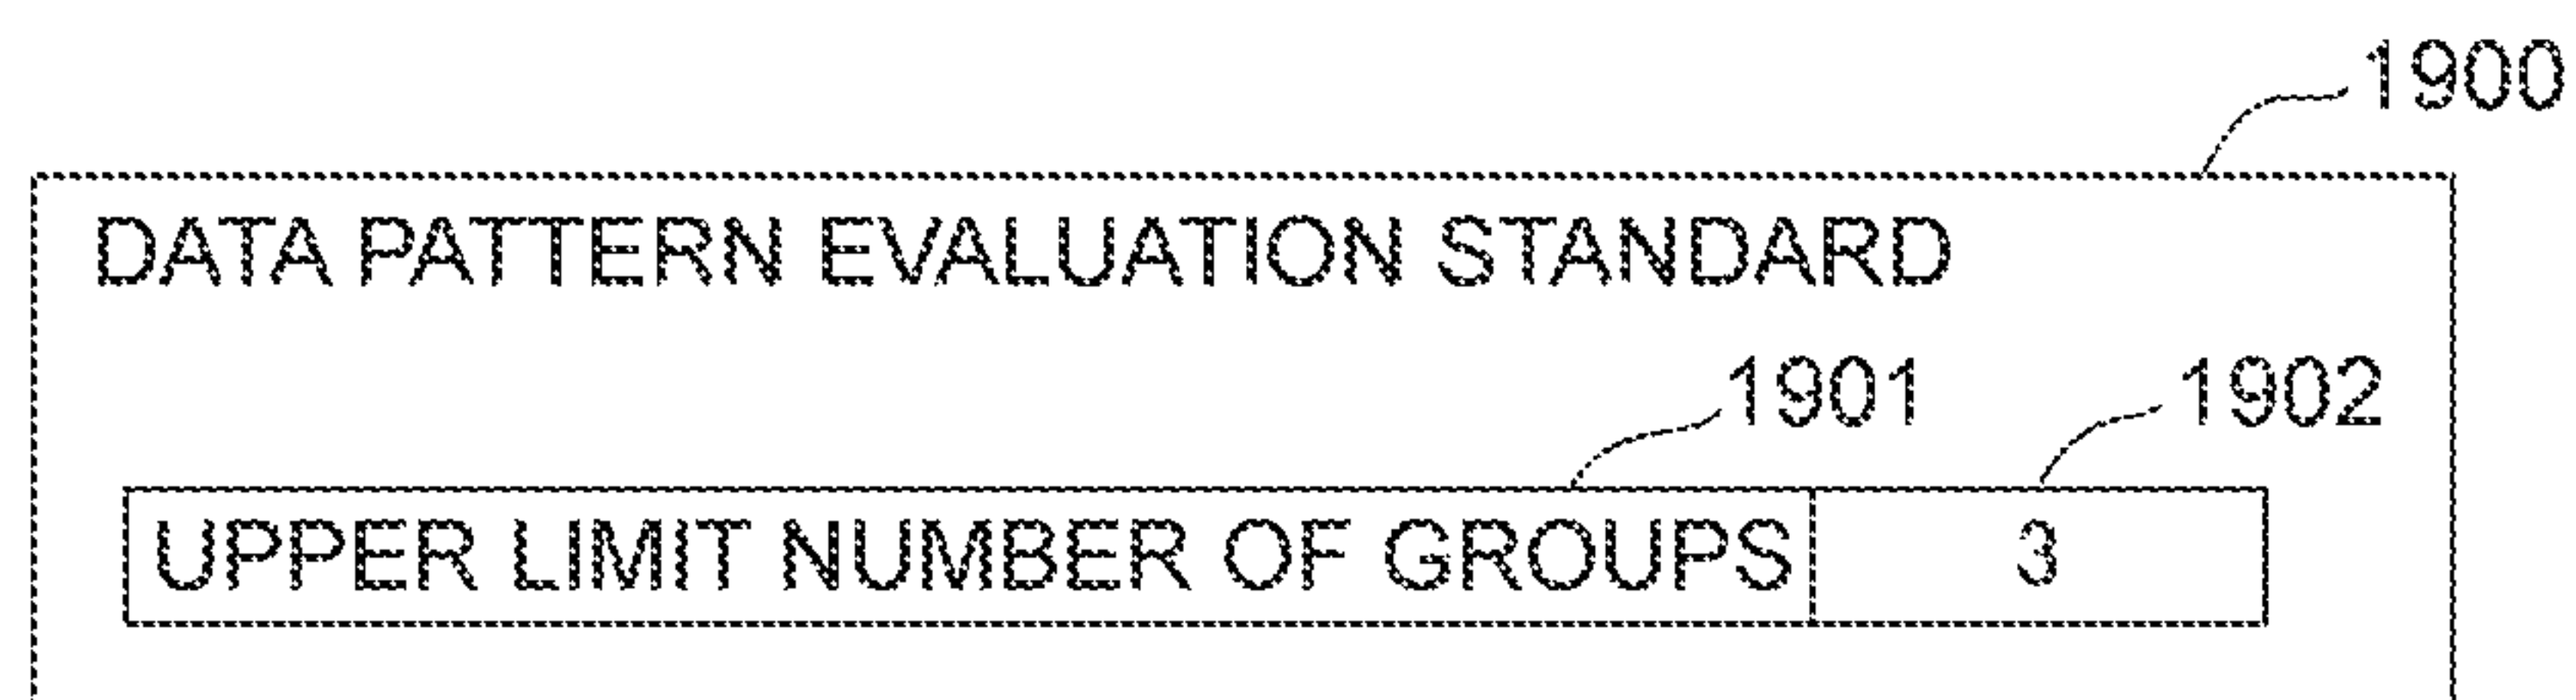 1900
DATA PATTERN EVALUATION STANDARD
1901 1902
UPPER LIMIT NUMBER OF GROUPS 3